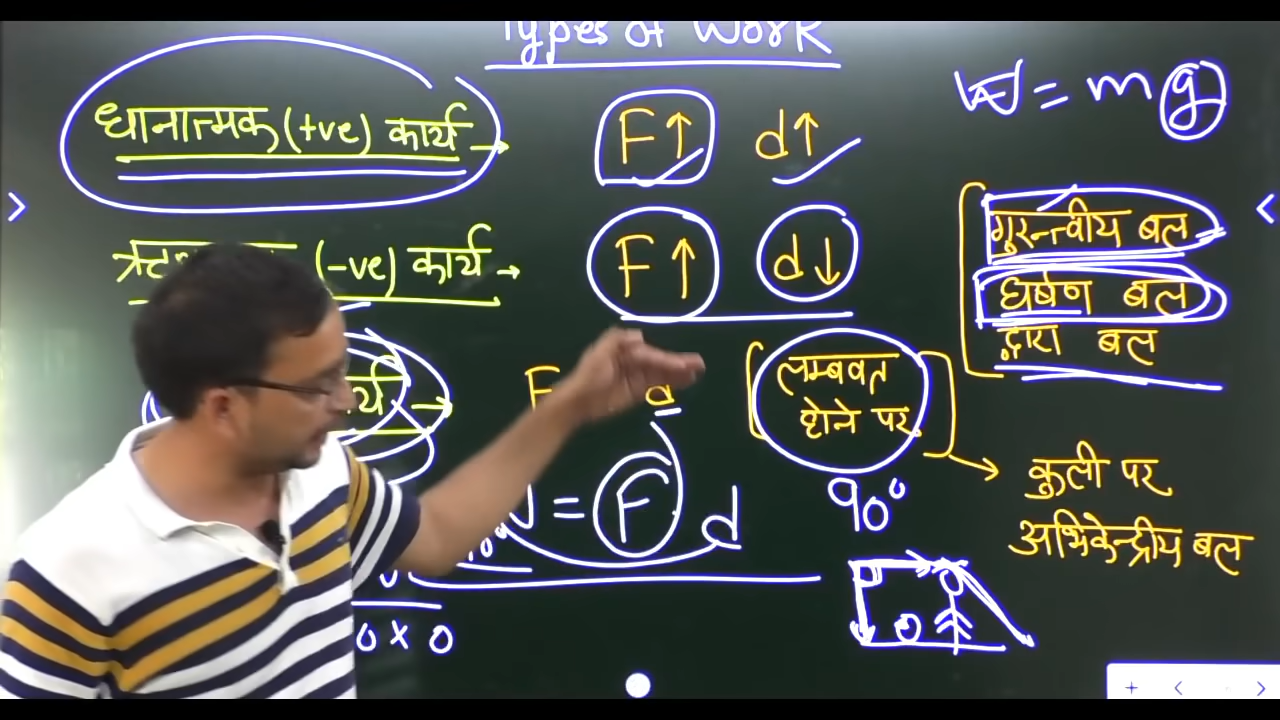 Types of Work
धानात्मक (+ve) कार्य →
F↑ d↑
W = mg
(-ve) कार्य →
F↑ d↓
गुरुत्वीय बल
घर्षण बल
द्वारा बल
लम्बवत
होने पर
= F d
90°
कुली पर
अभिकेन्द्रीय बल
0 × 0